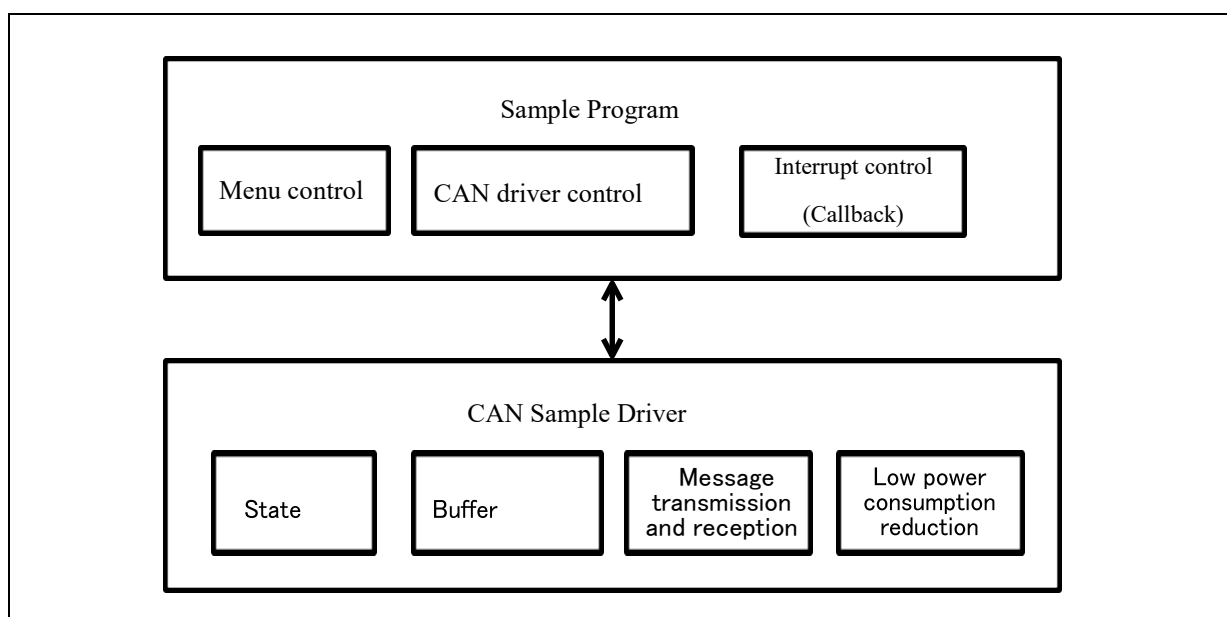 Sample Program
Menu control
CAN driver control
Interrupt control
(Callback)
CAN Sample Driver
State
Buffer
Message
transmission
and reception
Low power
consumption
reduction